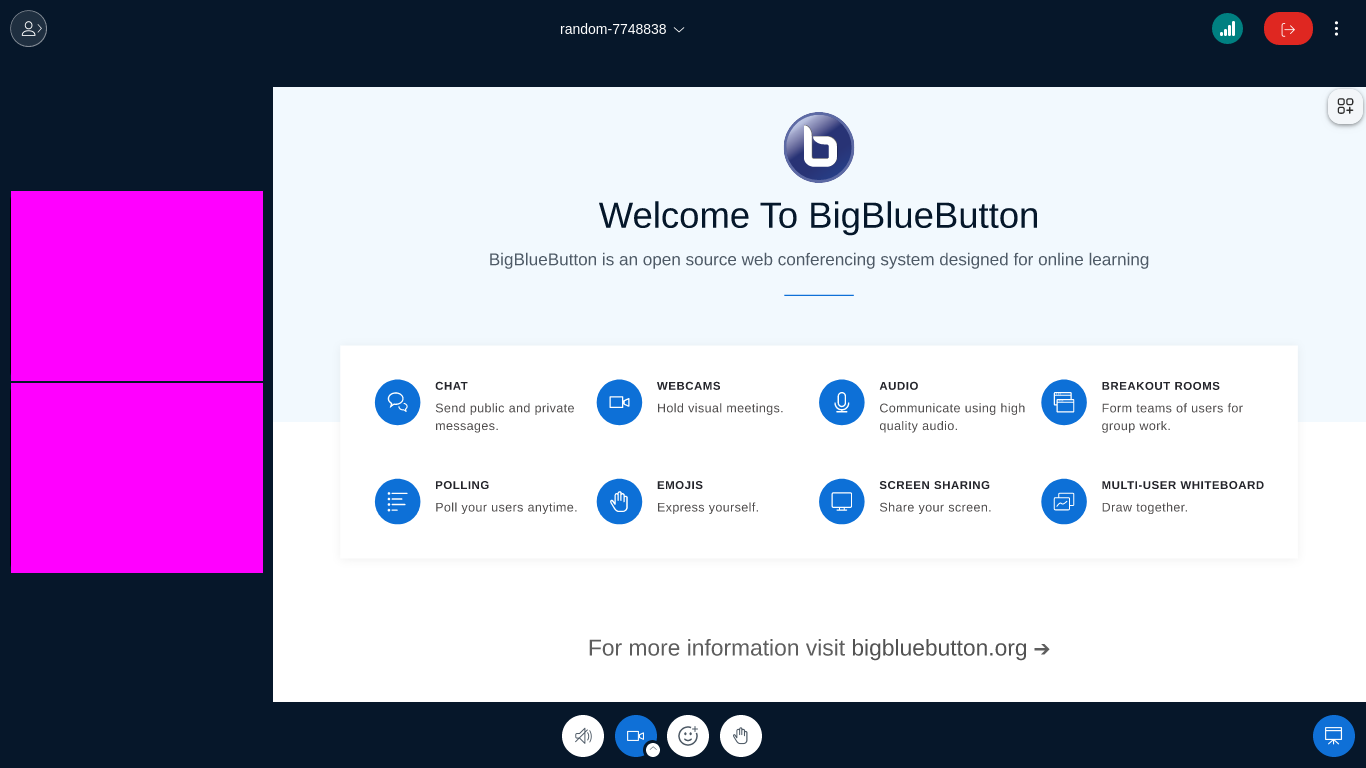 random-7748838
Welcome To BigBlueButton
BigBlueButton is an open source web conferencing system designed for online learning
CHAT
Send public and private
messages.
WEBCAMS
Hold visual meetings.
AUDIO
Communicate using high
quality audio.
BREAKOUT ROOMS
Form teams of users for
group work.
POLLING
Poll your users anytime.
EMOJIS
Express yourself.
SCREEN SHARING
Share your screen.
MULTI-USER WHITEBOARD
Draw together.
For more information visit bigbluebutton.org ➔